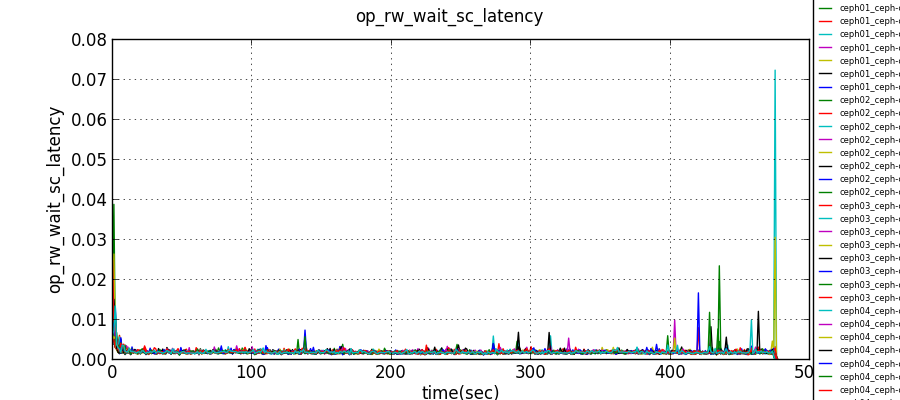 op_rw_wait_sc_latency
op_rw_wait_sc_latency
0.08
0.07
0.06
0.05
0.04
0.03
0.02
0.01
0.00
0
100
200
300
400
50
time(sec)
ceph01_ceph-
ceph01_ceph-
ceph01_ceph-
ceph01_ceph-
ceph01_ceph-
ceph01_ceph-
ceph01_ceph-
ceph02_ceph-
ceph02_ceph-
ceph02_ceph-
ceph02_ceph-
ceph02_ceph-
ceph02_ceph-
ceph02_ceph-
ceph02_ceph-
ceph03_ceph-
ceph03_ceph-
ceph03_ceph-
ceph03_ceph-
ceph03_ceph-
ceph03_ceph-
ceph03_ceph-
ceph03_ceph-
ceph04_ceph-
ceph04_ceph-
ceph04_ceph-
ceph04_ceph-
ceph04_ceph-
ceph04_ceph-
ceph04_ceph-